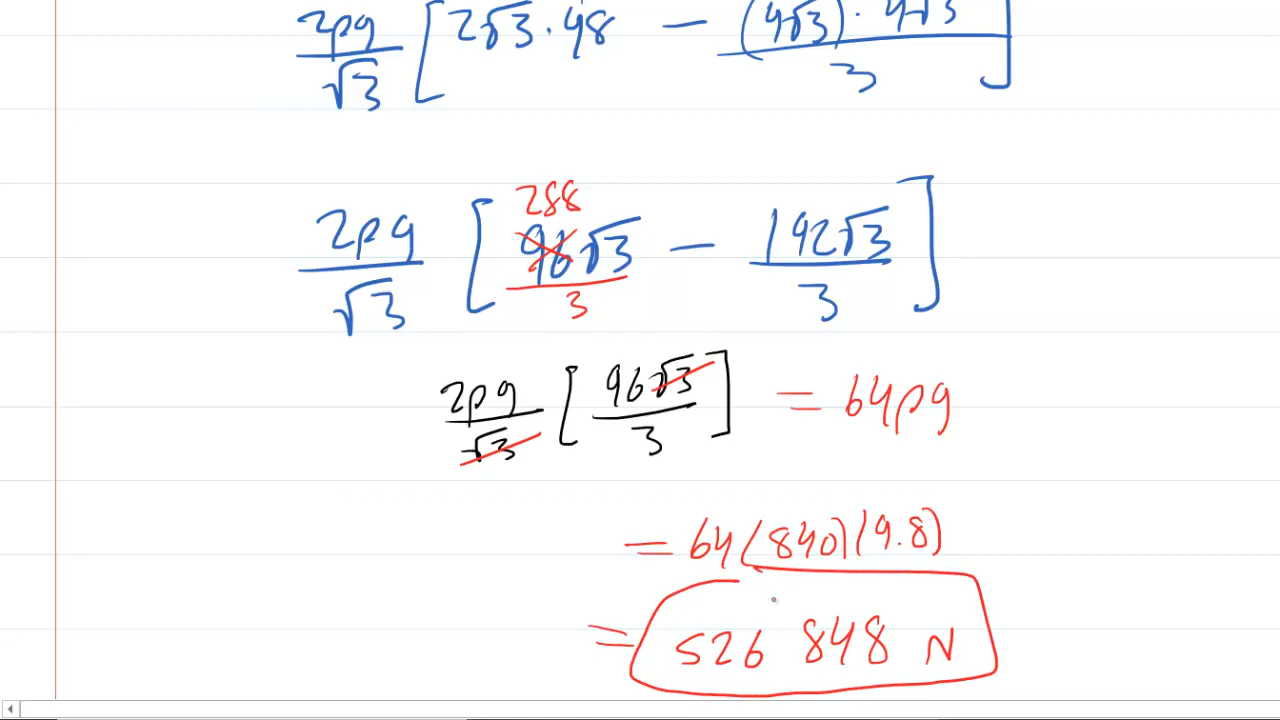 2ρg/√3 [2√3 · 48 − (4√3) · 4√3/3]
288
2ρg/√3 [96√3/3 − 192√3/3]
2ρg/√3 [96√3/3] = 64ρg
= 64(840)(9.8)
= 526 848 N